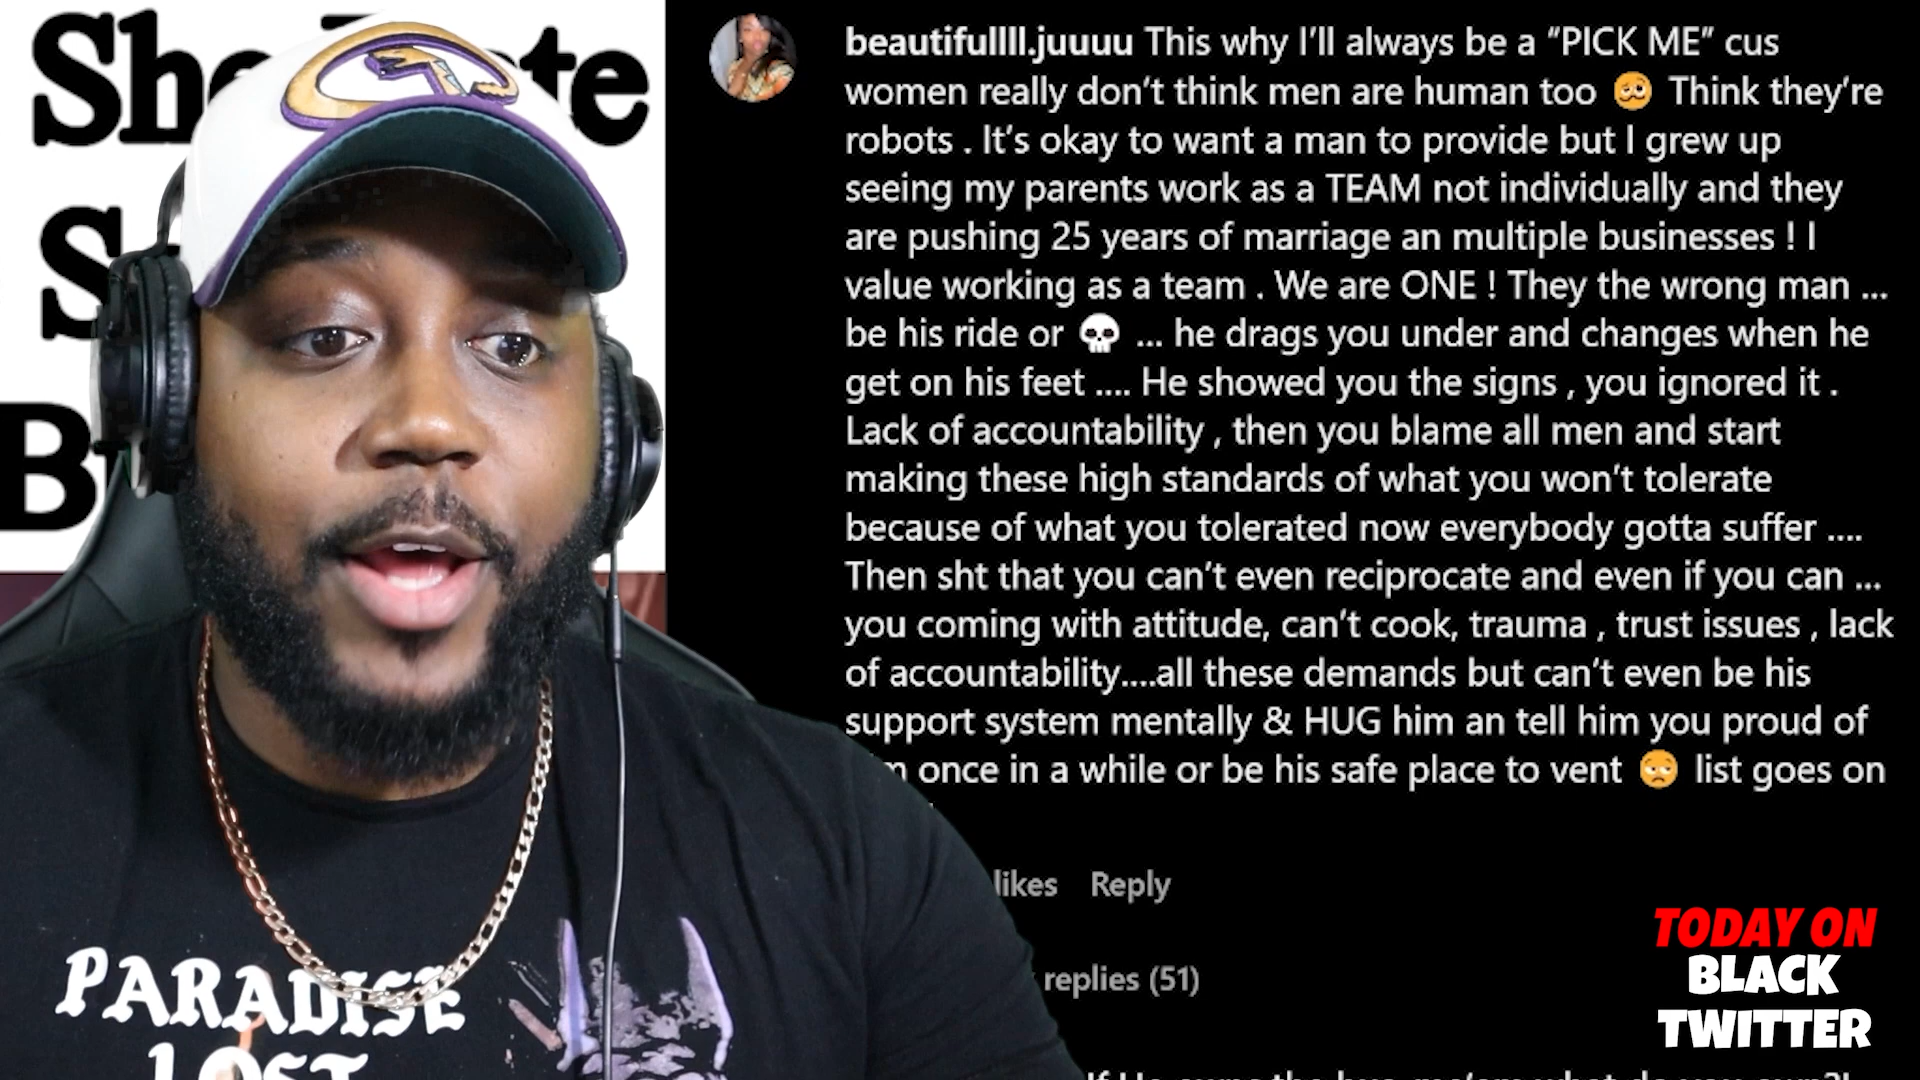 beautifullll.juuuu This why I'll always be a "PICK ME" cus
women really don't think men are human too 🥴 Think they're
robots . It's okay to want a man to provide but I grew up
seeing my parents work as a TEAM not individually and they
are pushing 25 years of marriage an multiple businesses ! I
value working as a team . We are ONE ! They the wrong man ...
be his ride or 💀 ... he drags you under and changes when he
get on his feet .... He showed you the signs , you ignored it .
Lack of accountability , then you blame all men and start
making these high standards of what you won't tolerate
because of what you tolerated now everybody gotta suffer ....
Then sht that you can't even reciprocate and even if you can ...
you coming with attitude, can't cook, trauma , trust issues , lack
of accountability....all these demands but can't even be his
support system mentally & HUG him an tell him you proud of
once in a while or be his safe place to vent 😞 list goes on
likes Reply
replies (51)
She
PARADISE
LOST
TODAY ON
BLACK
TWITTER